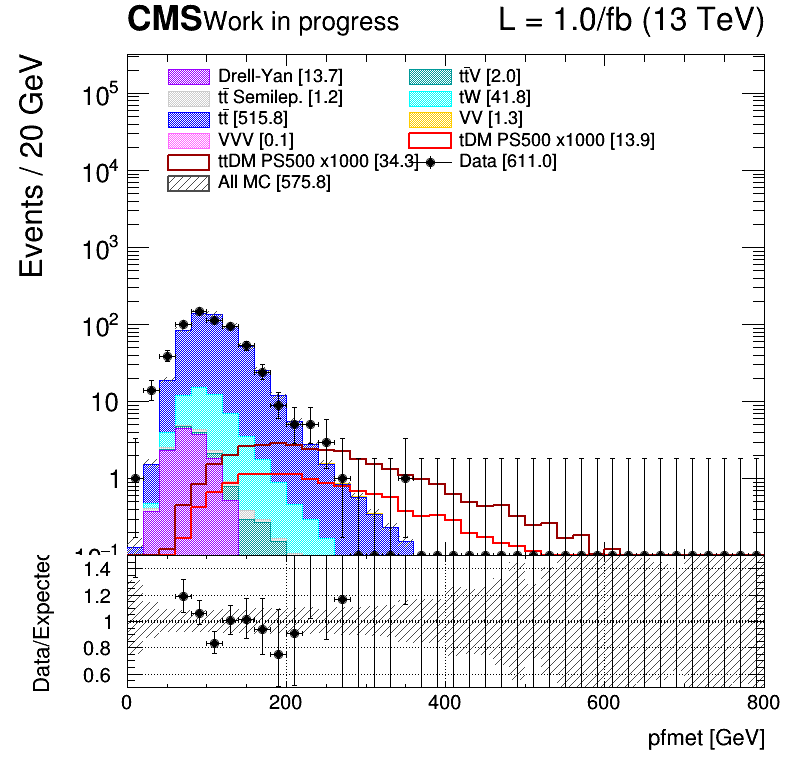 CMS Work in progress L = 1.0/fb (13 TeV)
Drell-Yan [13.7] tt̄V [2.0]
tt̄ Semilep. [1.2] tW [41.8]
tt̄ [515.8] VV [1.3]
VVV [0.1] tDM PS500 x1000 [13.9]
ttDM PS500 x1000 [34.3] Data [611.0]
All MC [575.8]
Events / 20 GeV
10⁵
10⁴
10³
10²
10
1
10⁻¹
Data/Expected
1.4
1.2
1
0.8
0.6
0 200 400 600 800
pfmet [GeV]